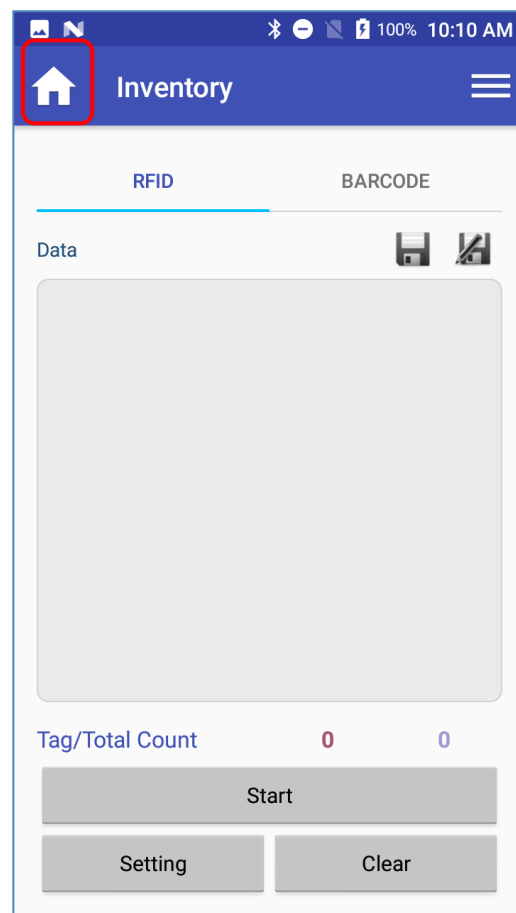 100% 10:10 AM
Inventory
RFID BARCODE
Data
Tag/Total Count 0 0
Start
Setting Clear